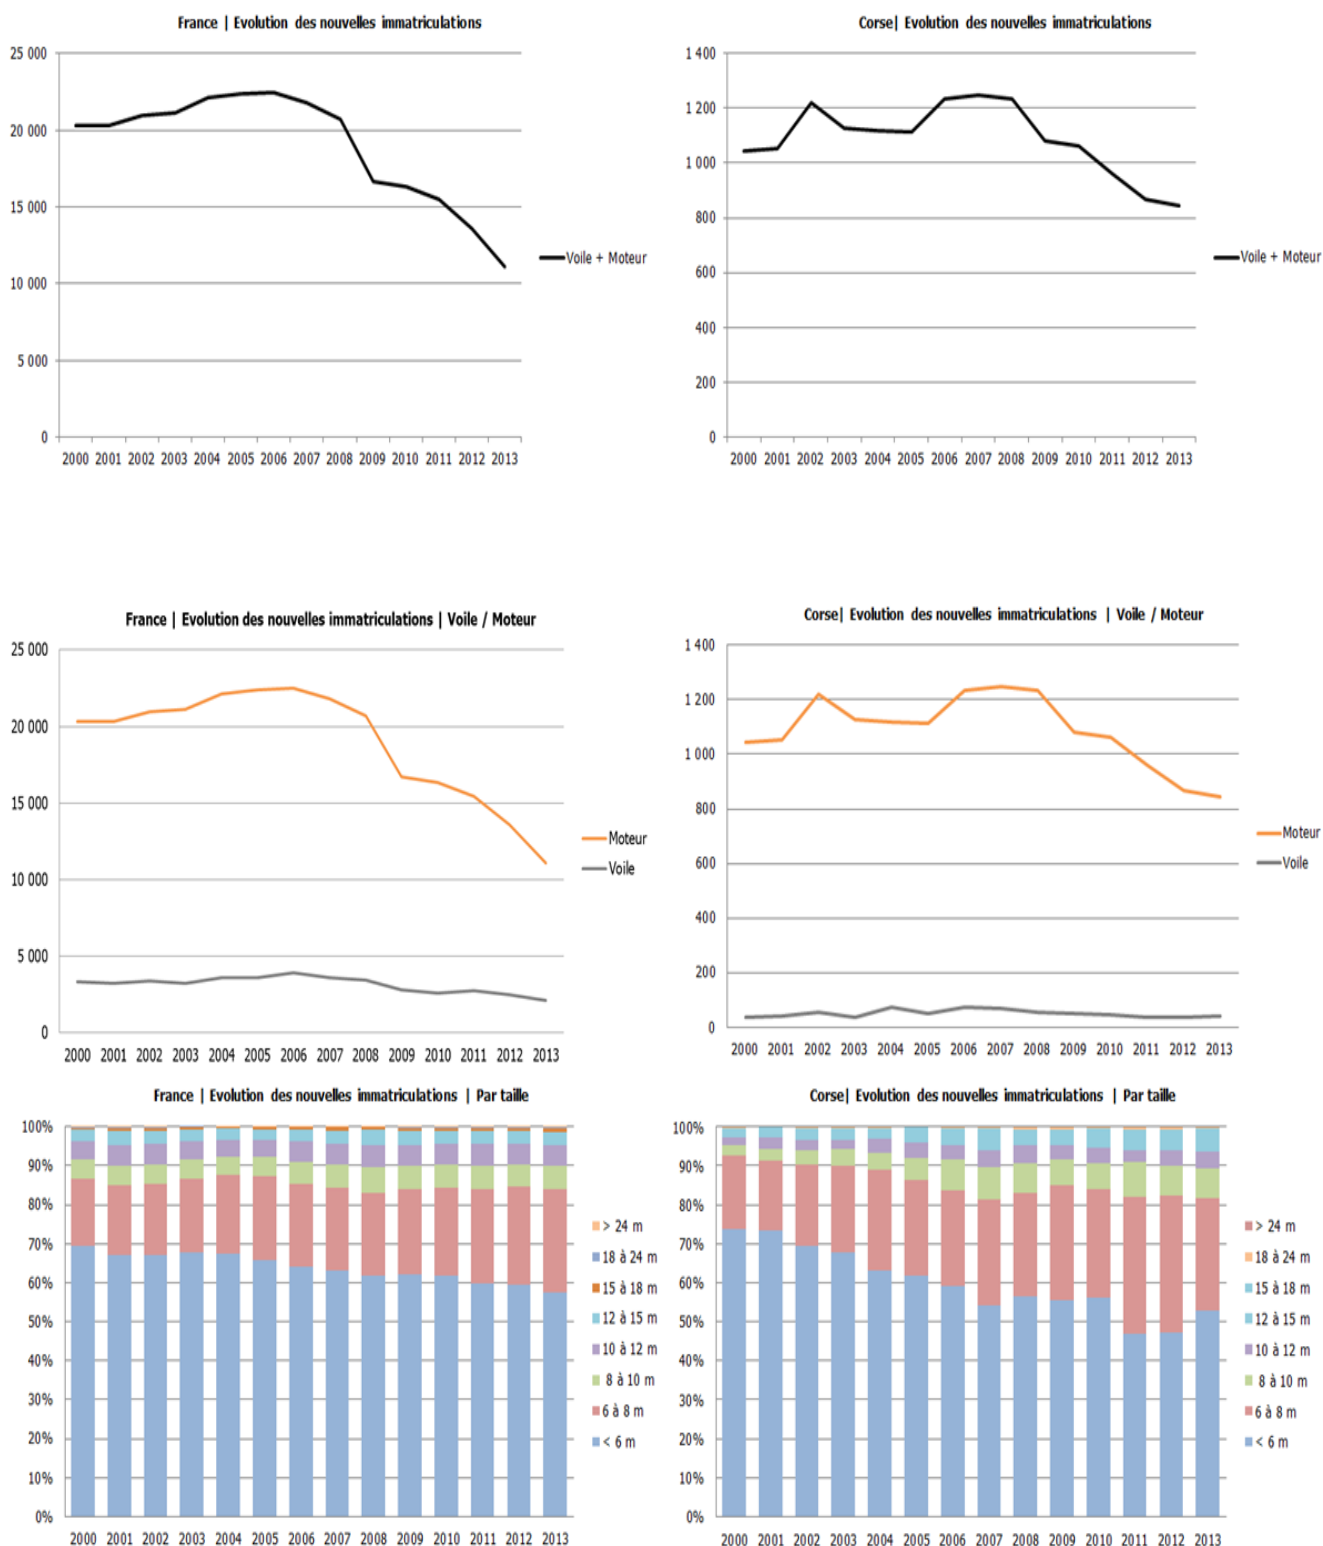 France | Evolution des nouvelles immatriculations
25 000
20 000
15 000
10 000
5 000
0
2000 2001 2002 2003 2004 2005 2006 2007 2008 2009 2010 2011 2012 2013
Voile + Moteur
Corse| Evolution des nouvelles immatriculations
1 400
1 200
1 000
800
600
400
200
0
2000 2001 2002 2003 2004 2005 2006 2007 2008 2009 2010 2011 2012 2013
Voile + Moteur
France | Evolution des nouvelles immatriculations | Voile / Moteur
25 000
20 000
15 000
10 000
5 000
0
2000 2001 2002 2003 2004 2005 2006 2007 2008 2009 2010 2011 2012 2013
Moteur
Voile
Corse| Evolution des nouvelles immatriculations | Voile / Moteur
1 400
1 200
1 000
800
600
400
200
0
2000 2001 2002 2003 2004 2005 2006 2007 2008 2009 2010 2011 2012 2013
Moteur
Voile
France | Evolution des nouvelles immatriculations | Par taille
100%
90%
80%
70%
60%
50%
40%
30%
20%
10%
0%
2000 2001 2002 2003 2004 2005 2006 2007 2008 2009 2010 2011 2012 2013
> 24 m
18 à 24 m
15 à 18 m
12 à 15 m
10 à 12 m
8 à 10 m
6 à 8 m
< 6 m
Corse| Evolution des nouvelles immatriculations | Par taille
100%
90%
80%
70%
60%
50%
40%
30%
20%
10%
0%
2000 2001 2002 2003 2004 2005 2006 2007 2008 2009 2010 2011 2012 2013
> 24 m
18 à 24 m
15 à 18 m
12 à 15 m
10 à 12 m
8 à 10 m
6 à 8 m
< 6 m